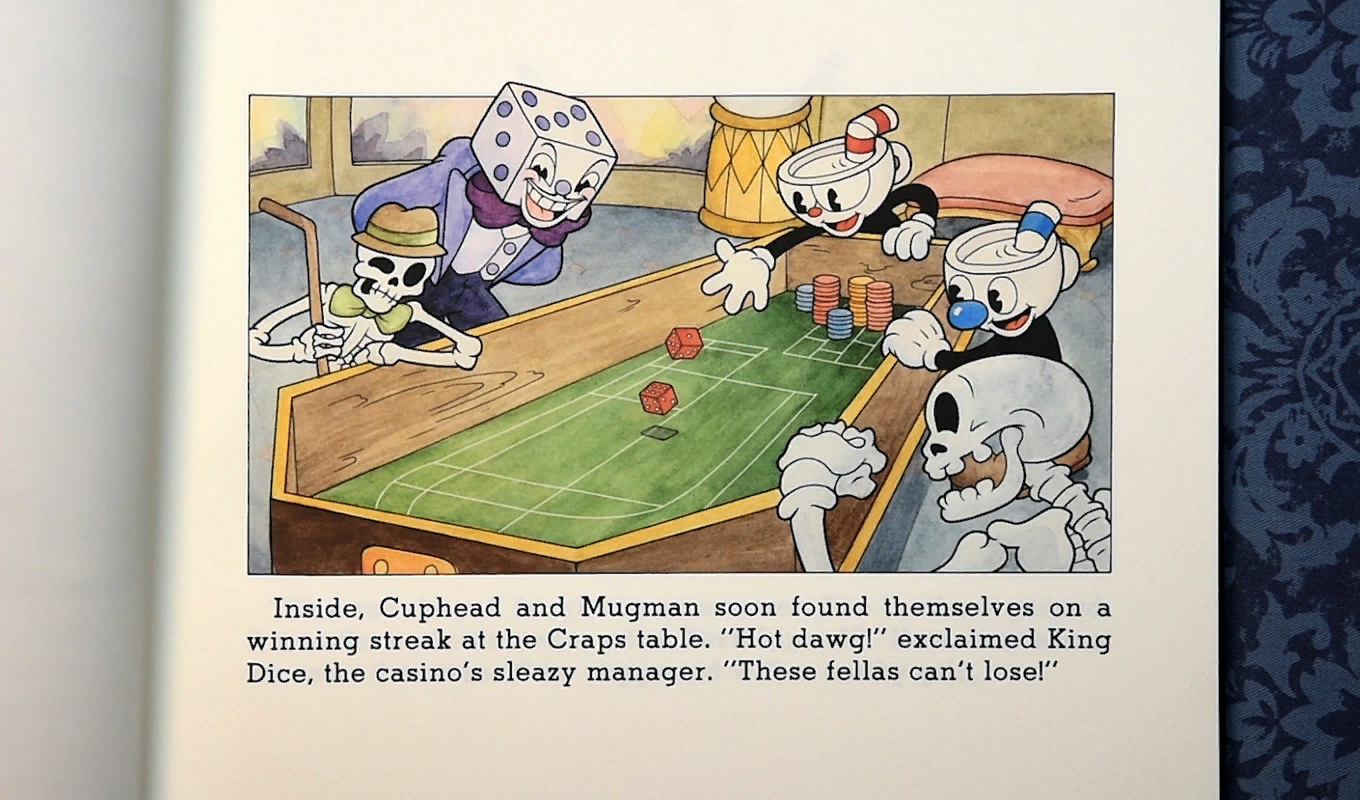 Inside, Cuphead and Mugman soon found themselves on a
winning streak at the Craps table. "Hot dawg!" exclaimed King
Dice, the casino's sleazy manager. "These fellas can't lose!"